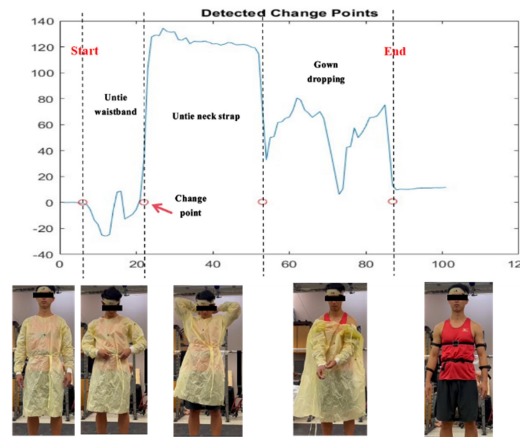 Detected Change Points
140
120
100
80
60
40
20
0
-20
-40
Start
Untie
waistband
Untie neck strap
Gown
dropping
End
Change
point
0 20 40 60 80 100 120